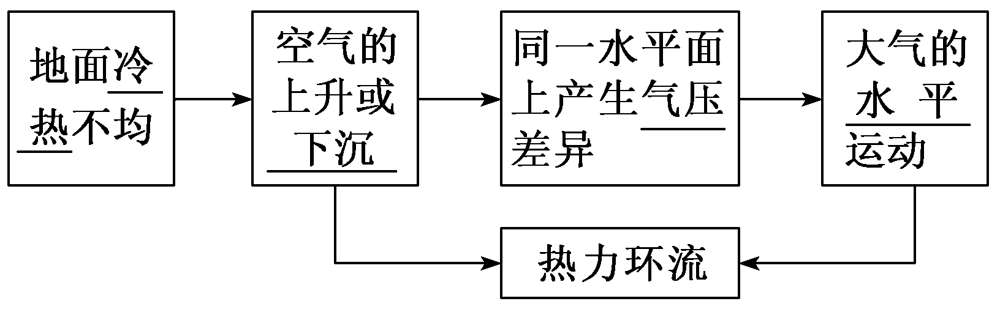 地面冷
热不均
空气的
上升或
下沉
同一水平面
上产生气压
差异
大气的
水平
运动
热力环流